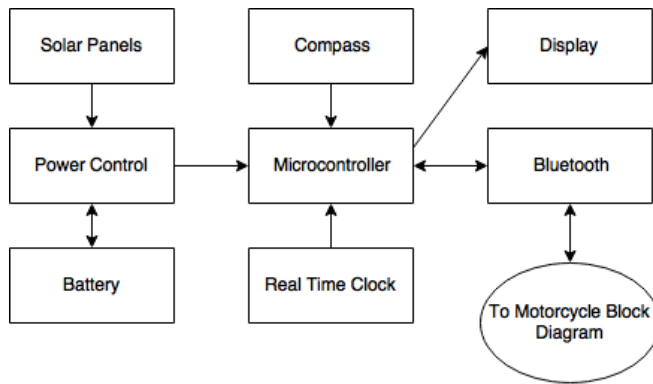 Solar Panels
Compass
Display
Power Control
Microcontroller
Bluetooth
Battery
Real Time Clock
To Motorcycle Block
Diagram